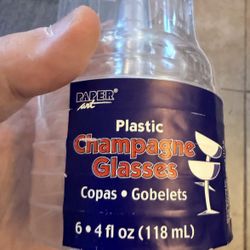 PAPER
art
Plastic
Champagne
Glasses
Copas • Gobelets
6 • 4 fl oz (118 mL)